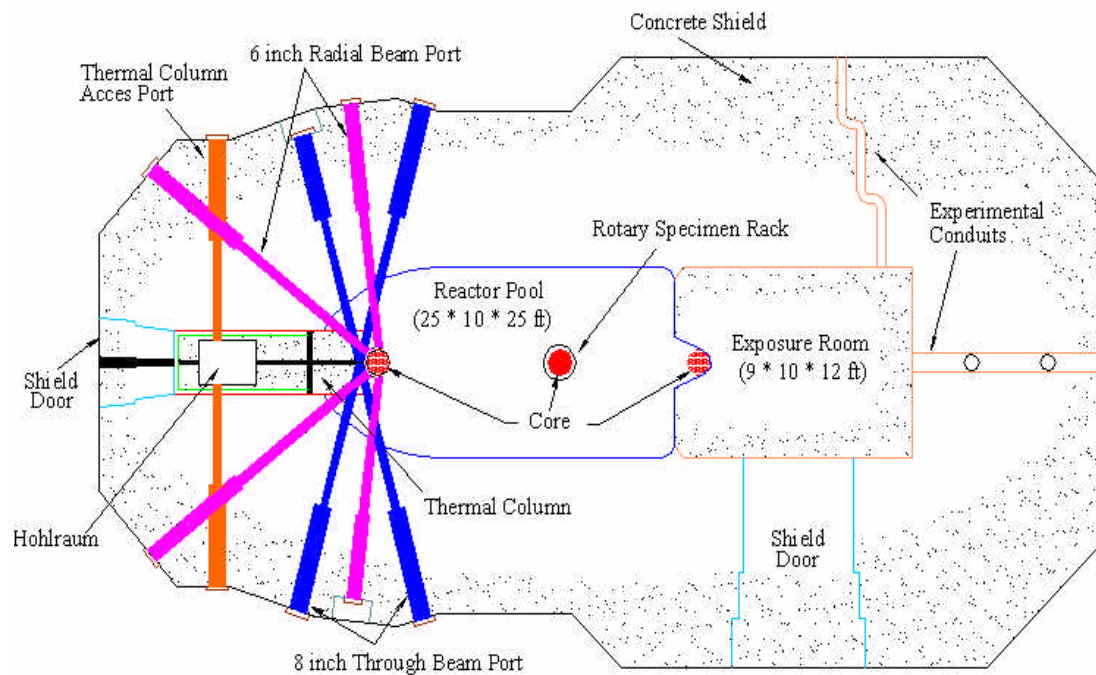 Concrete Shield
6 inch Radial Beam Port
Thermal Column
Acces Port
Rotary Specimen Rack
Experimental
Conduits
Reactor Pool
(25 * 10 * 25 ft)
Exposure Room
(9 * 10 * 12 ft)
Shield
Door
Core
Thermal Column
Hohlraum
Shield
Door
8 inch Through Beam Port